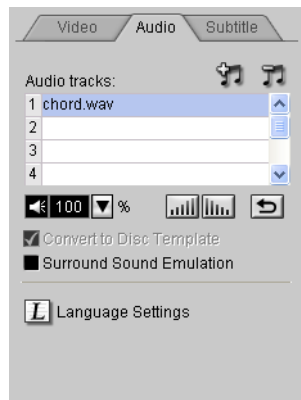 Video Audio Subtitle
Audio tracks:
1 chord.wav
2
3
4
100 %
Convert to Disc Template
Surround Sound Emulation
L Language Settings